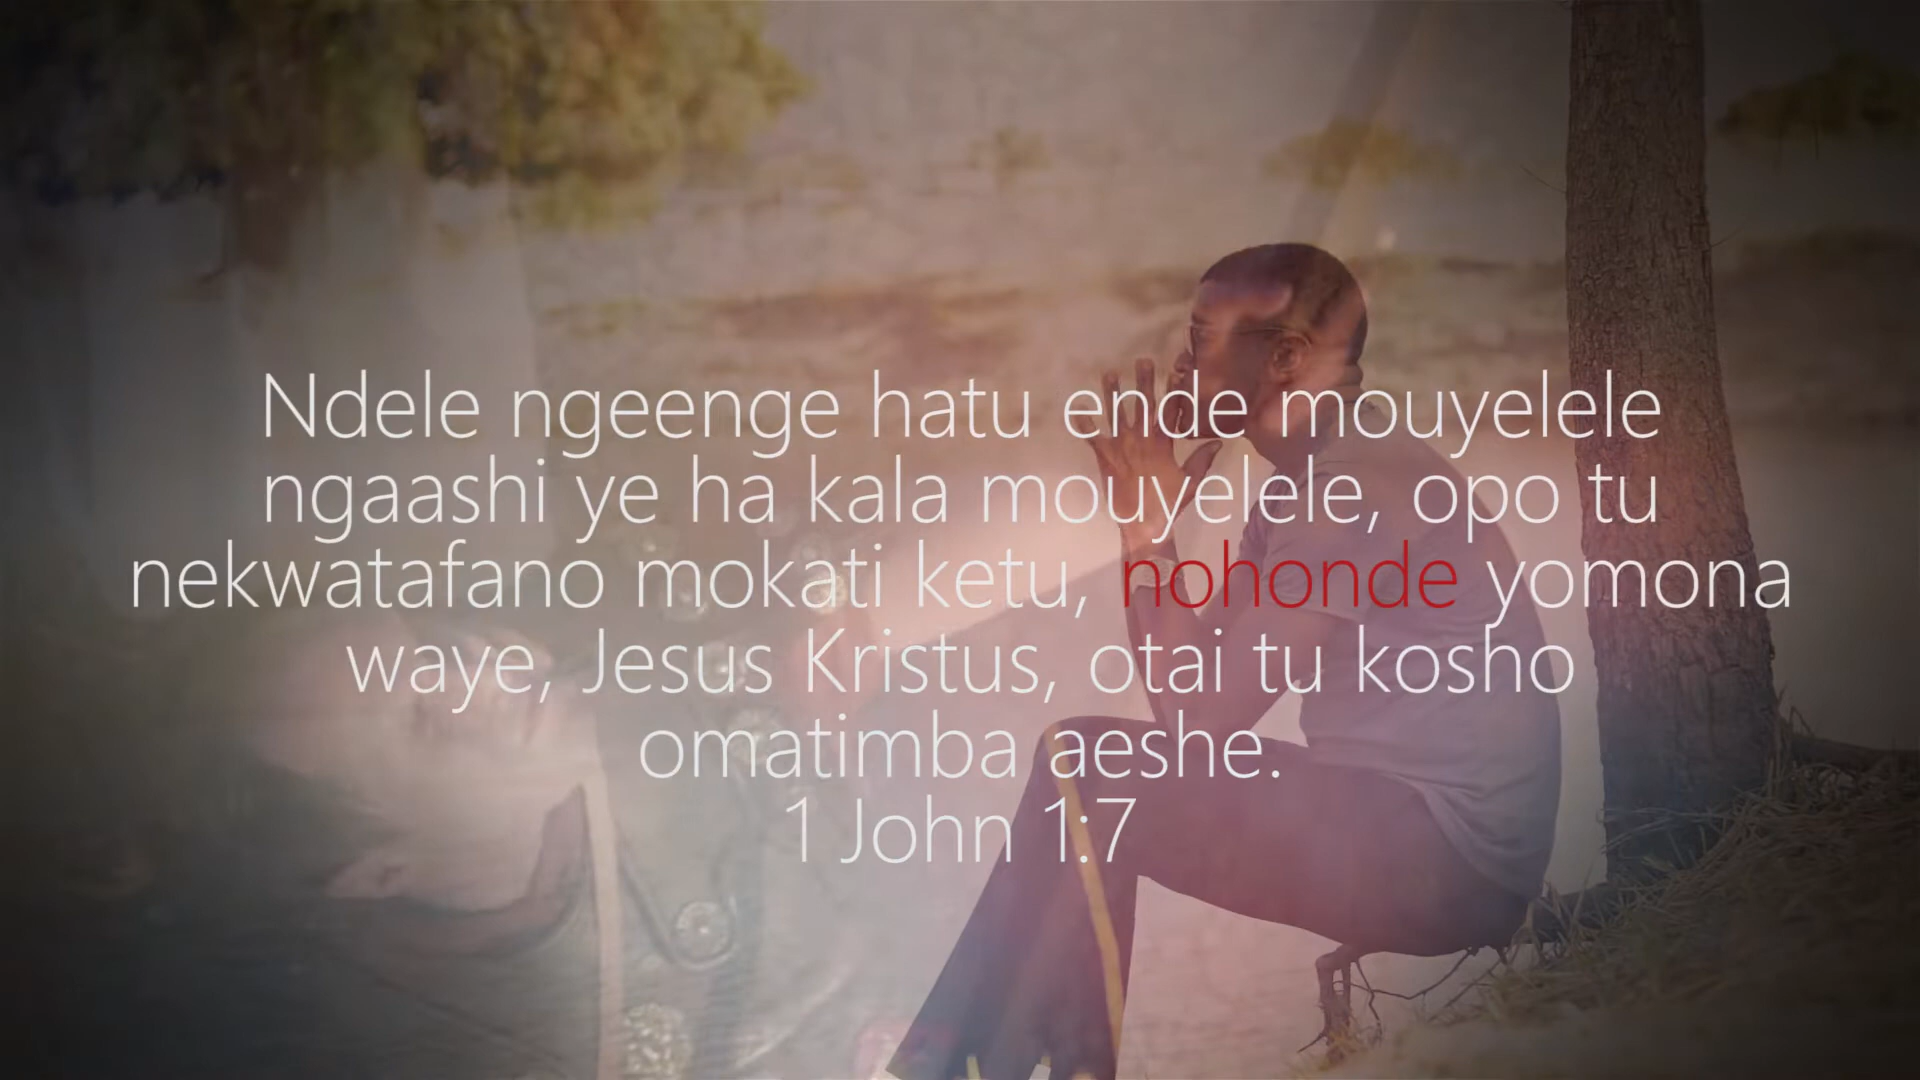 Ndele ngeenge hatu ende mouyelele
ngaashi ye ha kala mouyelele, opo tu
nekwatafano mokati ketu, nohonde yomona
waye, Jesus Kristus, otai tu kosho
omatimba aeshe.
1 John 1:7